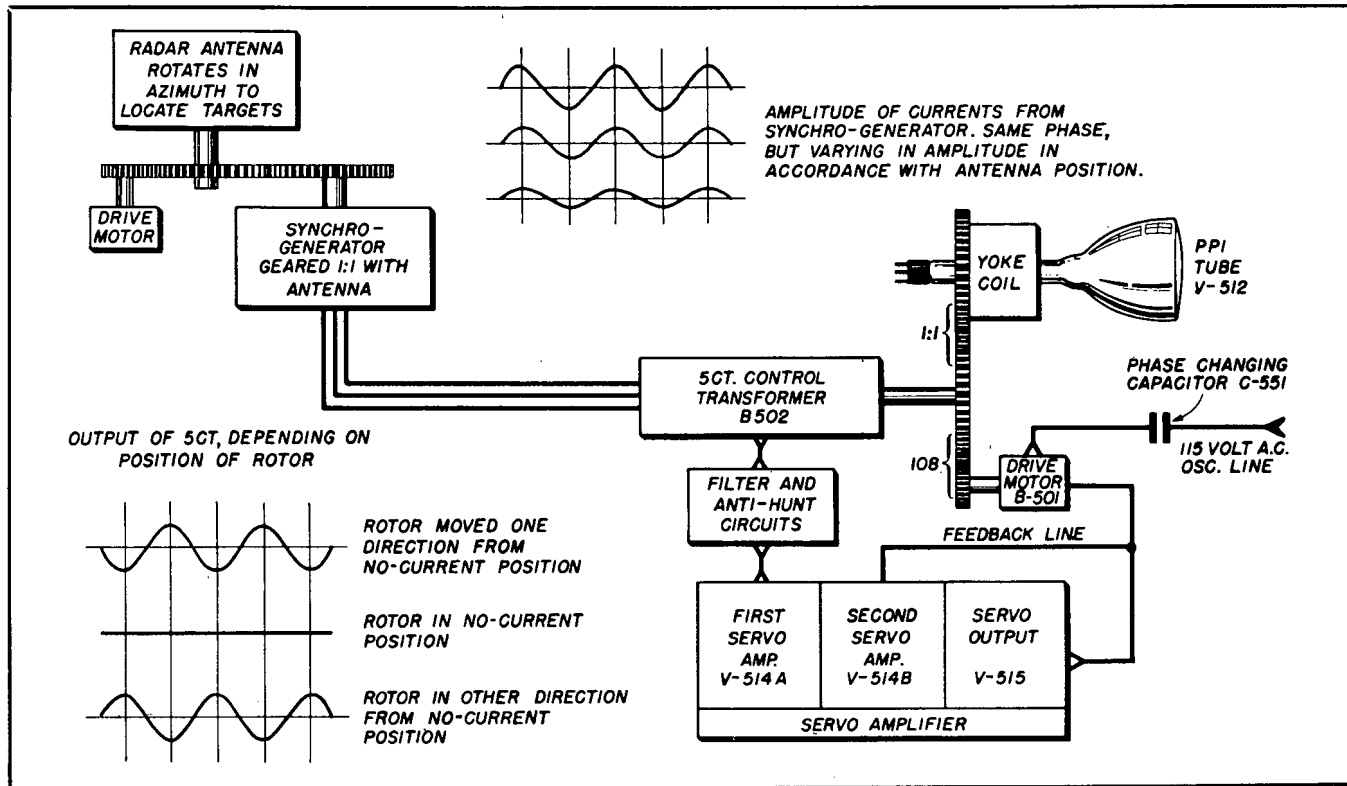 RADAR ANTENNA
ROTATES IN
AZIMUTH TO
LOCATE TARGETS
DRIVE
MOTOR
SYNCHRO-
GENERATOR
GEARED 1:1 WITH
ANTENNA
AMPLITUDE OF CURRENTS FROM
SYNCHRO-GENERATOR. SAME PHASE,
BUT VARYING IN AMPLITUDE IN
ACCORDANCE WITH ANTENNA POSITION.
YOKE
COIL
PPI
TUBE
V-512
1:1
5CT. CONTROL
TRANSFORMER
B502
PHASE CHANGING
CAPACITOR C-551
115 VOLT A.C.
OSC. LINE
108
DRIVE
MOTOR
B-501
FILTER AND
ANTI-HUNT
CIRCUITS
FEEDBACK LINE
FIRST
SERVO
AMP.
V-514A
SECOND
SERVO
AMP.
V-514B
SERVO
OUTPUT
V-515
SERVO AMPLIFIER
OUTPUT OF 5CT, DEPENDING ON
POSITION OF ROTOR
ROTOR MOVED ONE
DIRECTION FROM
NO-CURRENT POSITION
ROTOR IN NO-CURRENT
POSITION
ROTOR IN OTHER DIRECTION
FROM NO-CURRENT
POSITION